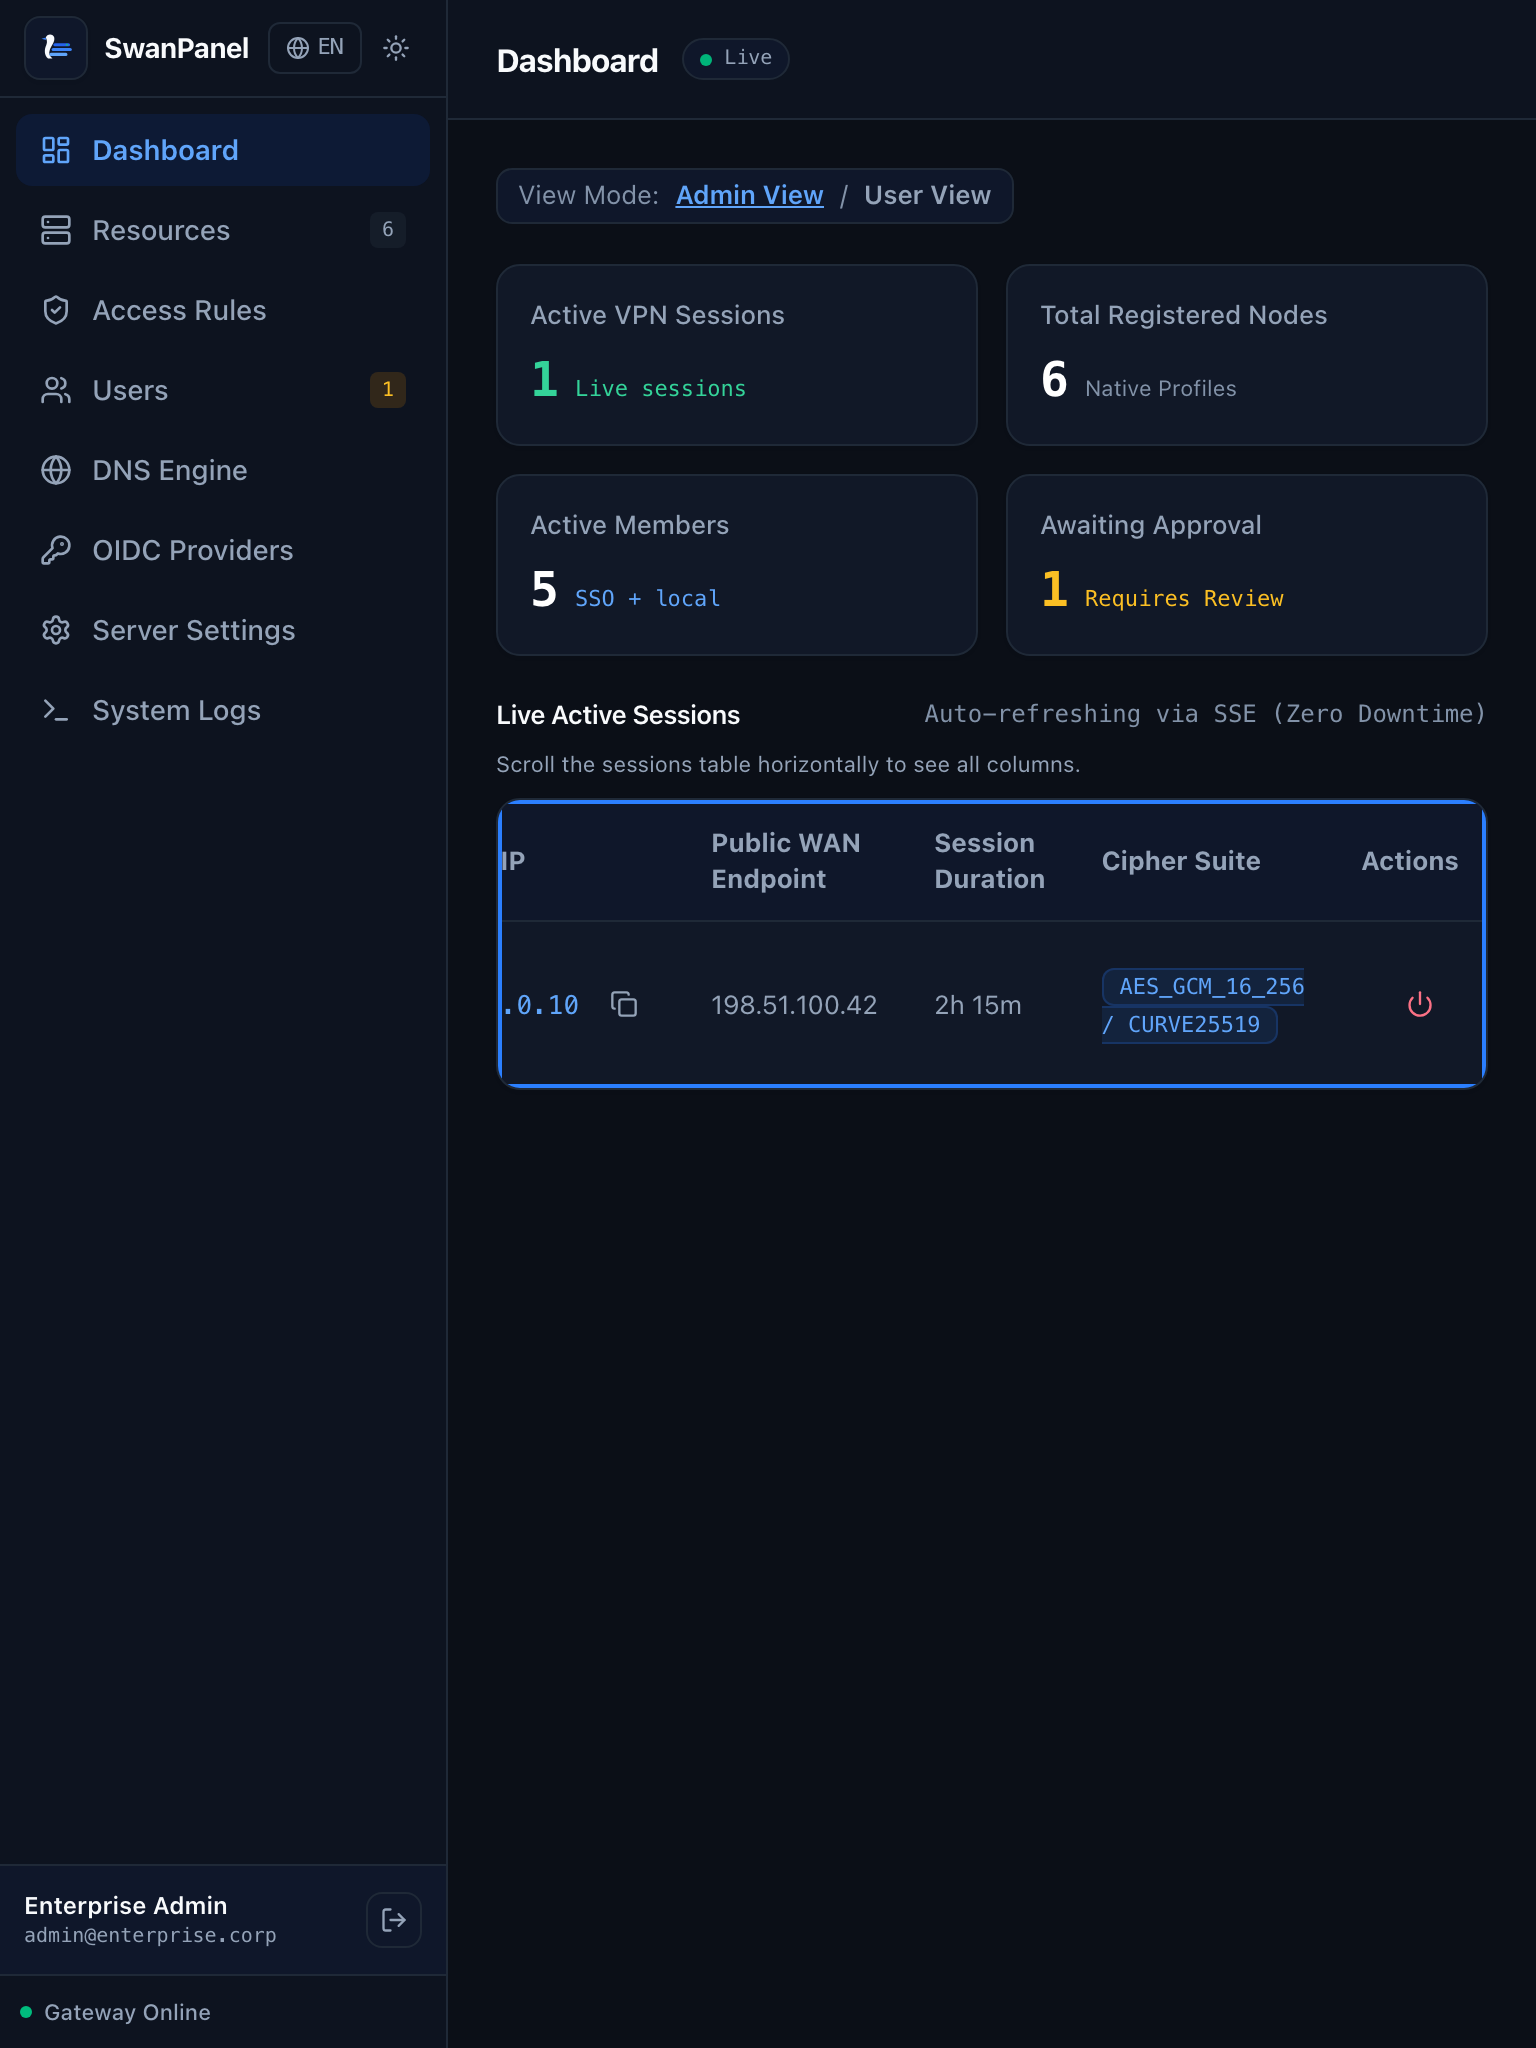 SwanPanel
EN
Dashboard
Resources
6
Access Rules
Users
1
DNS Engine
OIDC Providers
Server Settings
System Logs
Enterprise Admin
admin@enterprise.corp
Gateway Online
Dashboard
Live
View Mode: Admin View / User View
Active VPN Sessions
1 Live sessions
Total Registered Nodes
6 Native Profiles
Active Members
5 SSO + local
Awaiting Approval
1 Requires Review
Live Active Sessions
Auto-refreshing via SSE (Zero Downtime)
Scroll the sessions table horizontally to see all columns.
IP
Public WAN
Endpoint
Session
Duration
Cipher Suite
Actions
.0.10
198.51.100.42
2h 15m
AES_GCM_16_256
/ CURVE25519